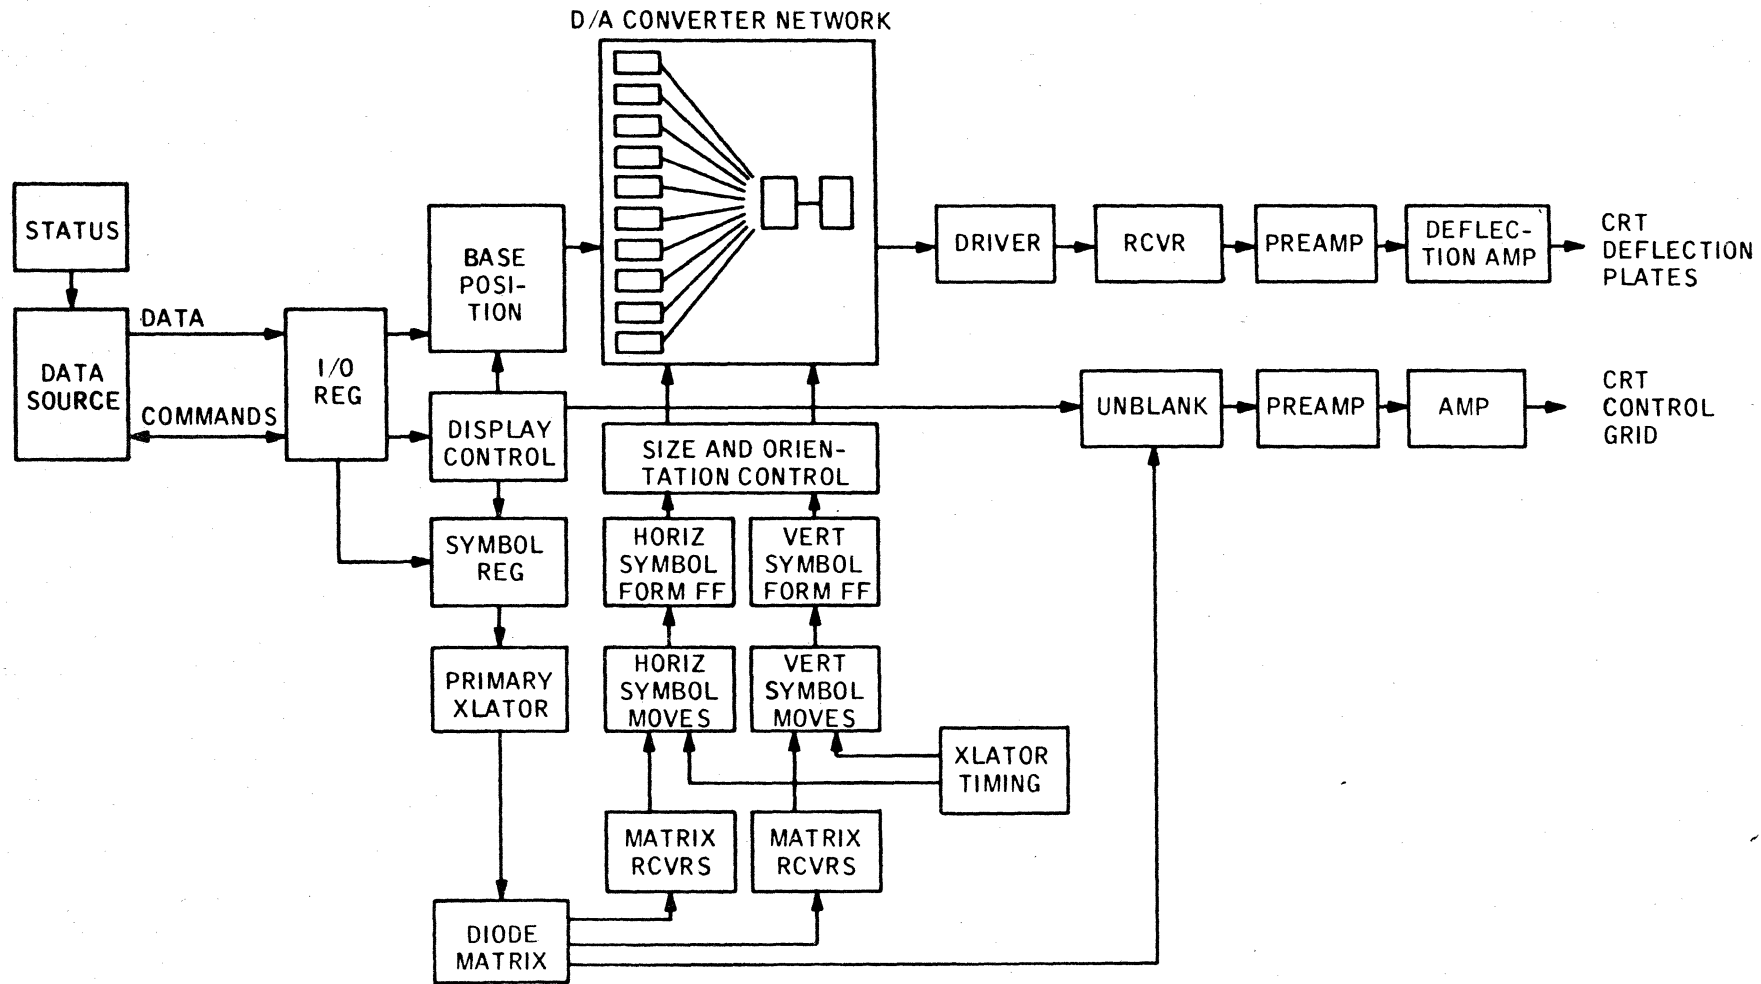 D/A CONVERTER NETWORK
STATUS
DATA
SOURCE
DATA
COMMANDS
I/O
REG
BASE
POSI-
TION
DISPLAY
CONTROL
SYMBOL
REG
PRIMARY
XLATOR
DIODE
MATRIX
SIZE AND ORIEN-
TATION CONTROL
HORIZ
SYMBOL
FORM FF
VERT
SYMBOL
FORM FF
HORIZ
SYMBOL
MOVES
VERT
SYMBOL
MOVES
MATRIX
RCVRS
MATRIX
RCVRS
XLATOR
TIMING
DRIVER
RCVR
PREAMP
DEFLEC-
TION AMP
CRT
DEFLECTION
PLATES
UNBLANK
PREAMP
AMP
CRT
CONTROL
GRID